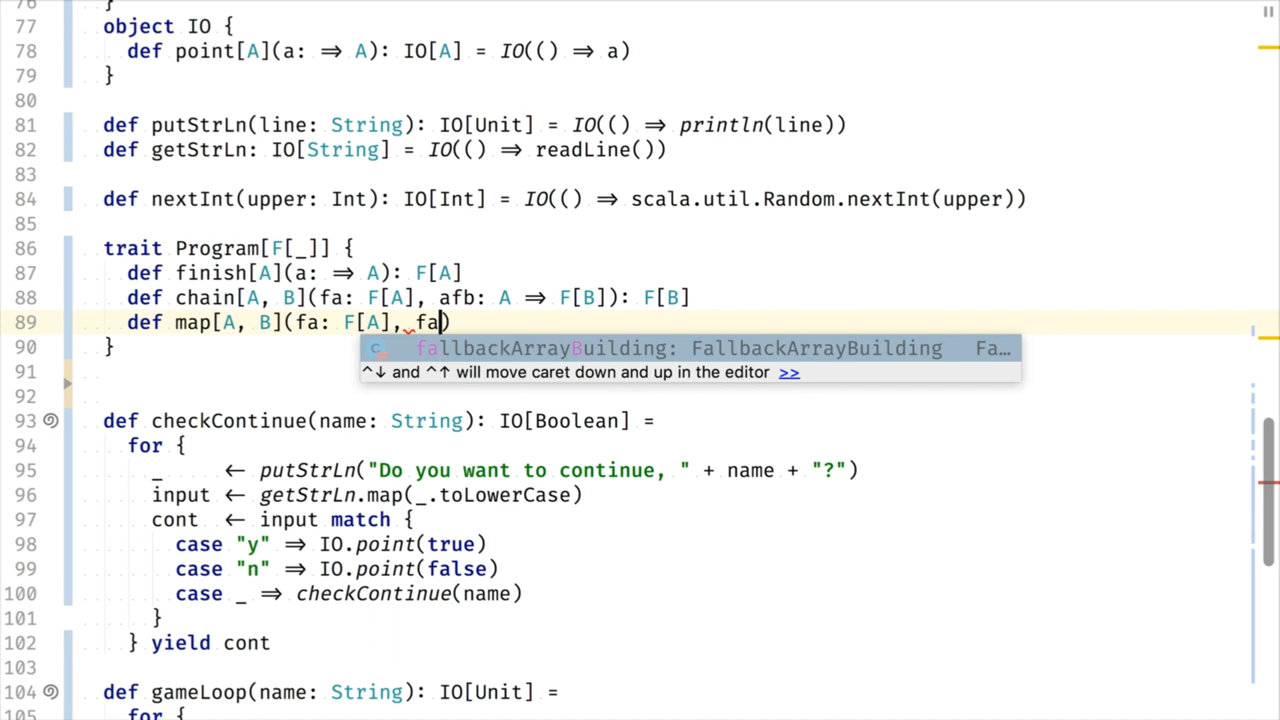 76 }
77 object IO {
78 def point[A](a: ⇒ A): IO[A] = IO(() ⇒ a)
79 }
80
81 def putStrLn(line: String): IO[Unit] = IO(() ⇒ println(line))
82 def getStrLn: IO[String] = IO(() ⇒ readLine())
83
84 def nextInt(upper: Int): IO[Int] = IO(() ⇒ scala.util.Random.nextInt(upper))
85
86 trait Program[F[_]] {
87 def finish[A](a: ⇒ A): F[A]
88 def chain[A, B](fa: F[A], afb: A ⇒ F[B]): F[B]
89 def map[A, B](fa: F[A], fa)
90 }
fallbackArrayBuilding: FallbackArrayBuilding Fa…
91
^↓ and ^↑ will move caret down and up in the editor >>
92
93 def checkContinue(name: String): IO[Boolean] =
94 for {
95 _ ← putStrLn("Do you want to continue, " + name + "?")
96 input ← getStrLn.map(_.toLowerCase)
97 cont ← input match {
98 case "y" ⇒ IO.point(true)
99 case "n" ⇒ IO.point(false)
100 case _ ⇒ checkContinue(name)
101 }
102 } yield cont
103
104 def gameLoop(name: String): IO[Unit] =
105 for {